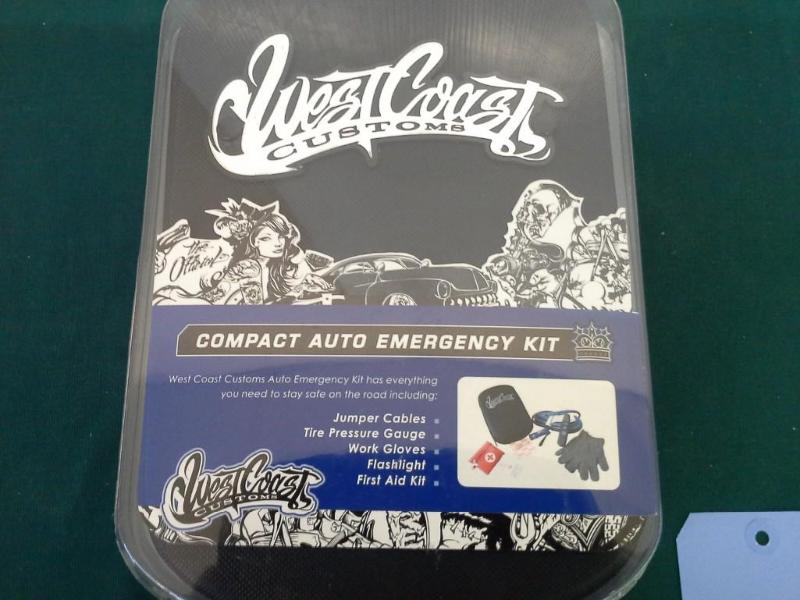 West Coast
CUSTOMS
The Official
COMPACT AUTO EMERGENCY KIT
West Coast Customs Auto Emergency Kit has everything
you need to stay safe on the road including:
Jumper Cables
Tire Pressure Gauge
Work Gloves
Flashlight
First Aid Kit
West Coast
CUSTOMS